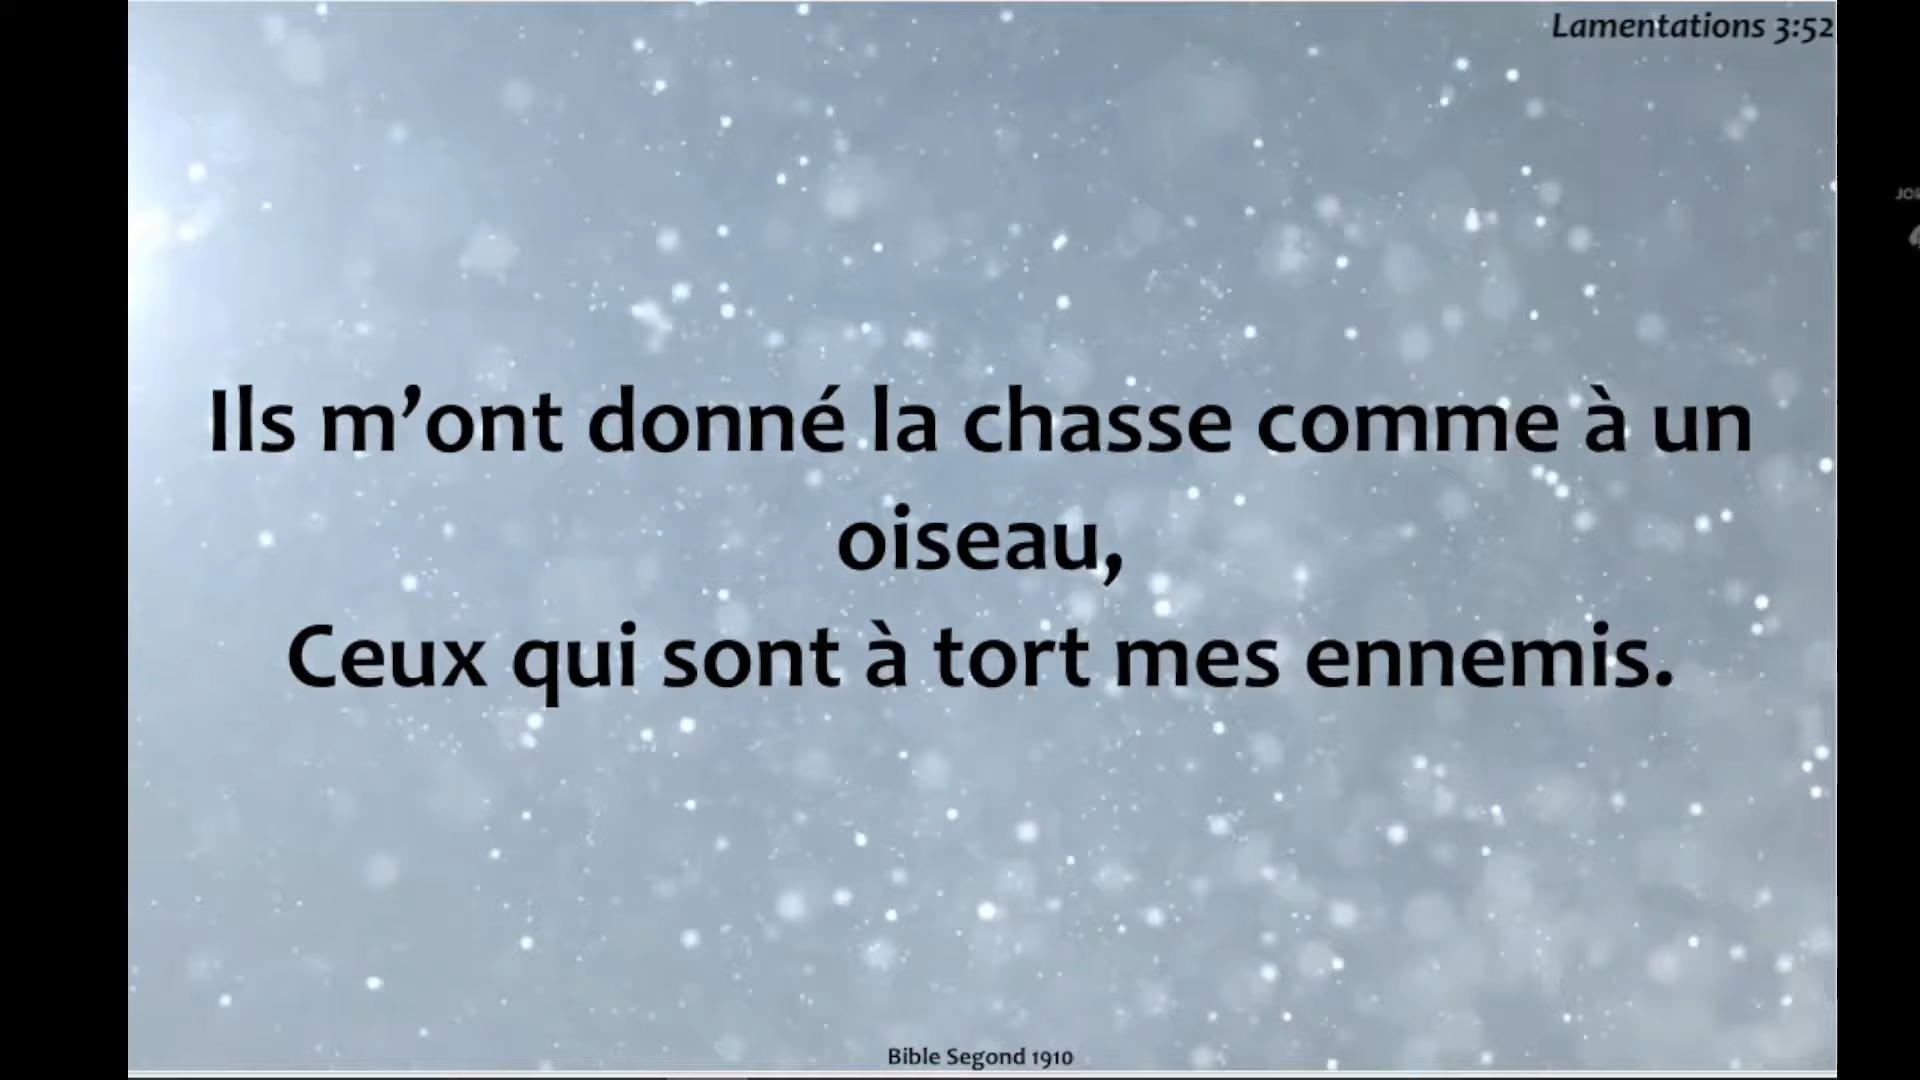 Lamentations 3:52
Ils m’ont donné la chasse comme à un
oiseau,
Ceux qui sont à tort mes ennemis.
Bible Segond 1910